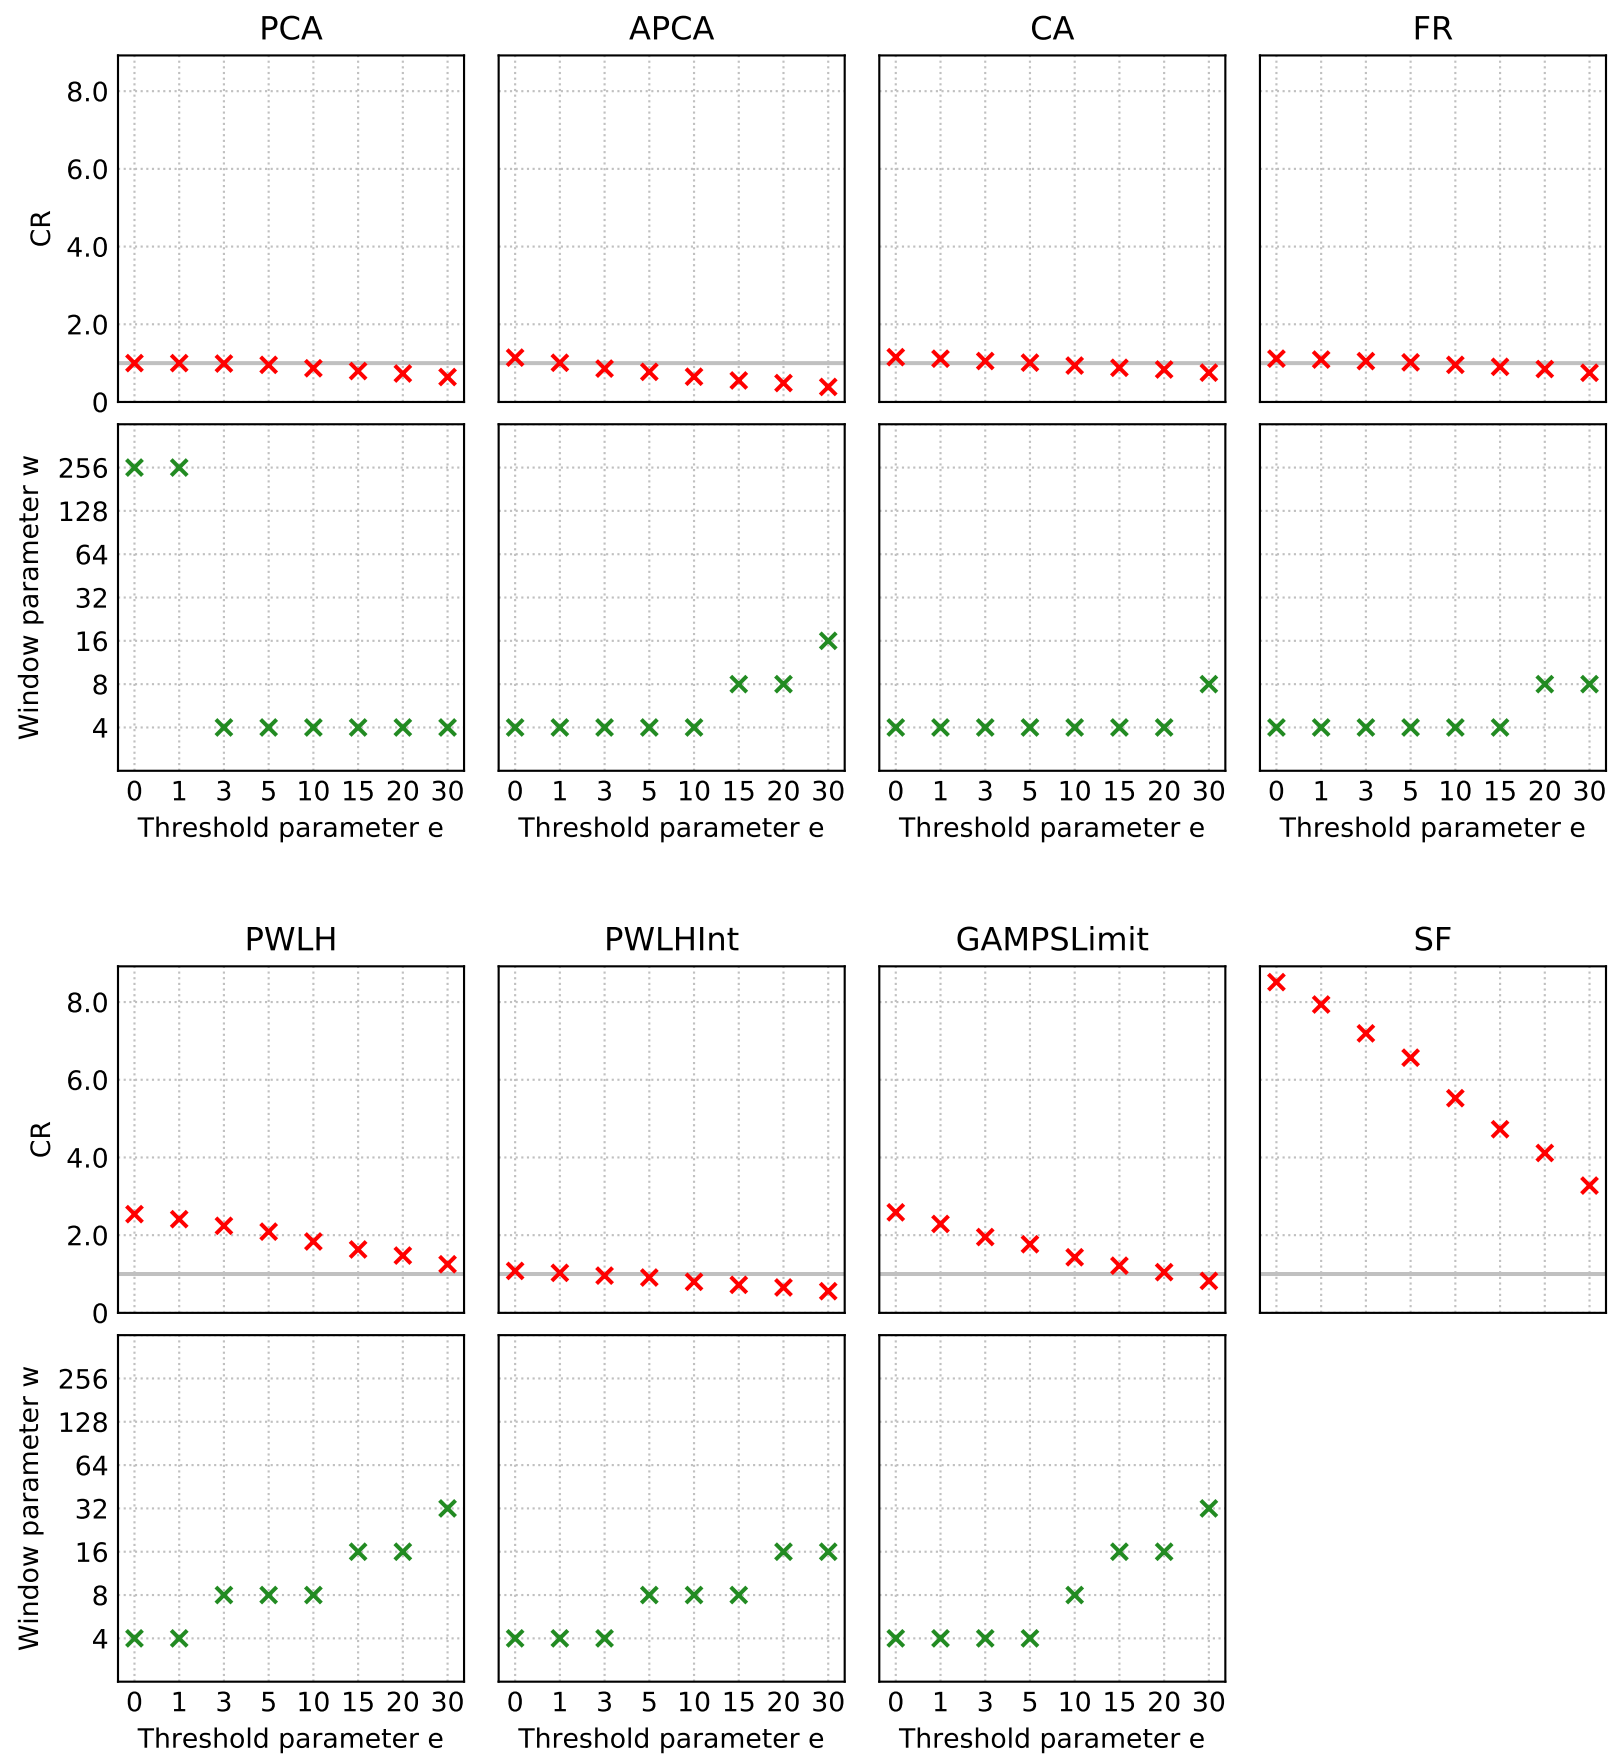 PCA APCA CA FR
8.0
6.0
4.0
2.0
0
CR
256
128
64
32
16
8
4
Window parameter w
0 1 3 5 10 15 20 30 0 1 3 5 10 15 20 30 0 1 3 5 10 15 20 30 0 1 3 5 10 15 20 30
Threshold parameter e Threshold parameter e Threshold parameter e Threshold parameter e
PWLH PWLHInt GAMPSLimit SF
8.0
6.0
4.0
2.0
0
CR
256
128
64
32
16
8
4
Window parameter w
0 1 3 5 10 15 20 30 0 1 3 5 10 15 20 30 0 1 3 5 10 15 20 30
Threshold parameter e Threshold parameter e Threshold parameter e